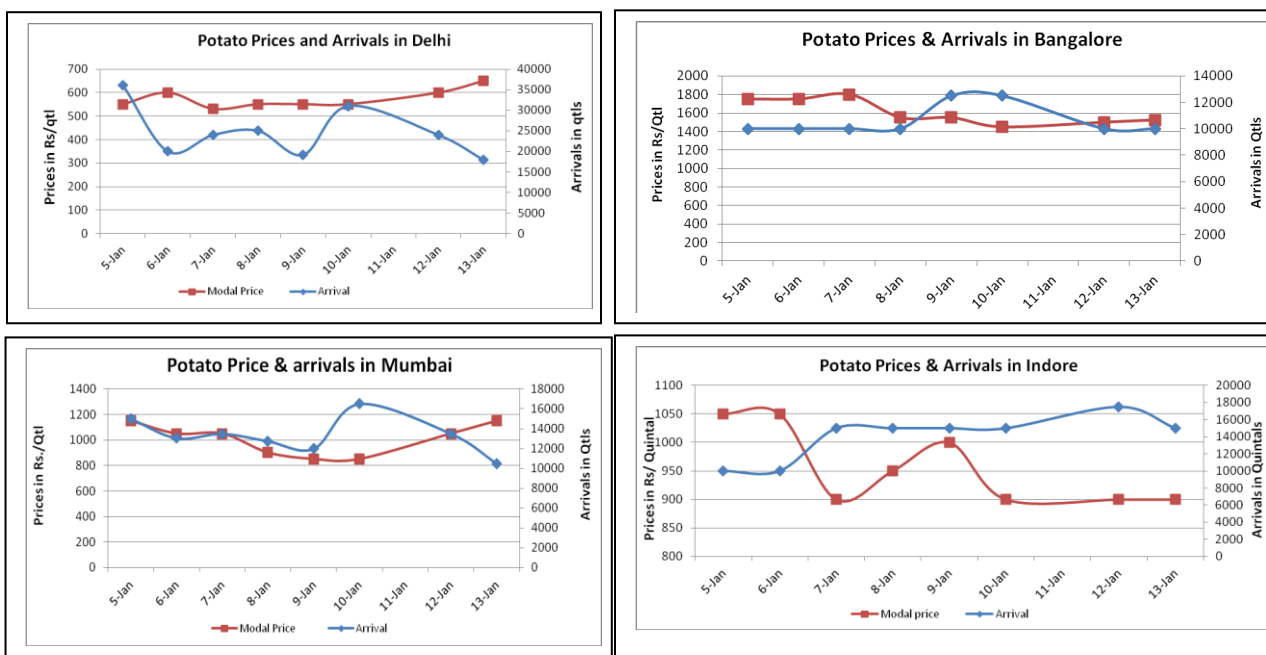 Potato Prices and Arrivals in Delhi
Prices in Rs/qtl
700
600
500
400
300
200
100
0
40000
35000
30000
25000
20000
15000
10000
5000
0
Arrivals in qtls
5-Jan
6-Jan
7-Jan
8-Jan
9-Jan
10-Jan
11-Jan
12-Jan
13-Jan
Modal Price
Arrival
Potato Prices & Arrivals in Bangalore
Prices in Rs/Qtl
2000
1800
1600
1400
1200
1000
800
600
400
200
0
14000
12000
10000
8000
6000
4000
2000
0
Arrivals in Qtls
5-Jan
6-Jan
7-Jan
8-Jan
9-Jan
10-Jan
11-Jan
12-Jan
13-Jan
Potato Price & arrivals in Mumbai
Prices in Rs./Qtl
1400
1200
1000
800
600
400
200
0
18000
16000
14000
12000
10000
8000
6000
4000
2000
0
Arrivals in Qtls
5-Jan
6-Jan
7-Jan
8-Jan
9-Jan
10-Jan
11-Jan
12-Jan
13-Jan
Modal Price
Arrival
Potato Prices & Arrivals in Indore
Prices in Rs/ Quintal
1100
1050
1000
950
900
850
800
20000
18000
16000
14000
12000
10000
8000
6000
4000
2000
0
Arrivals in Quintals
5-Jan
6-Jan
7-Jan
8-Jan
9-Jan
10-Jan
11-Jan
12-Jan
13-Jan
Modal price
Arrival